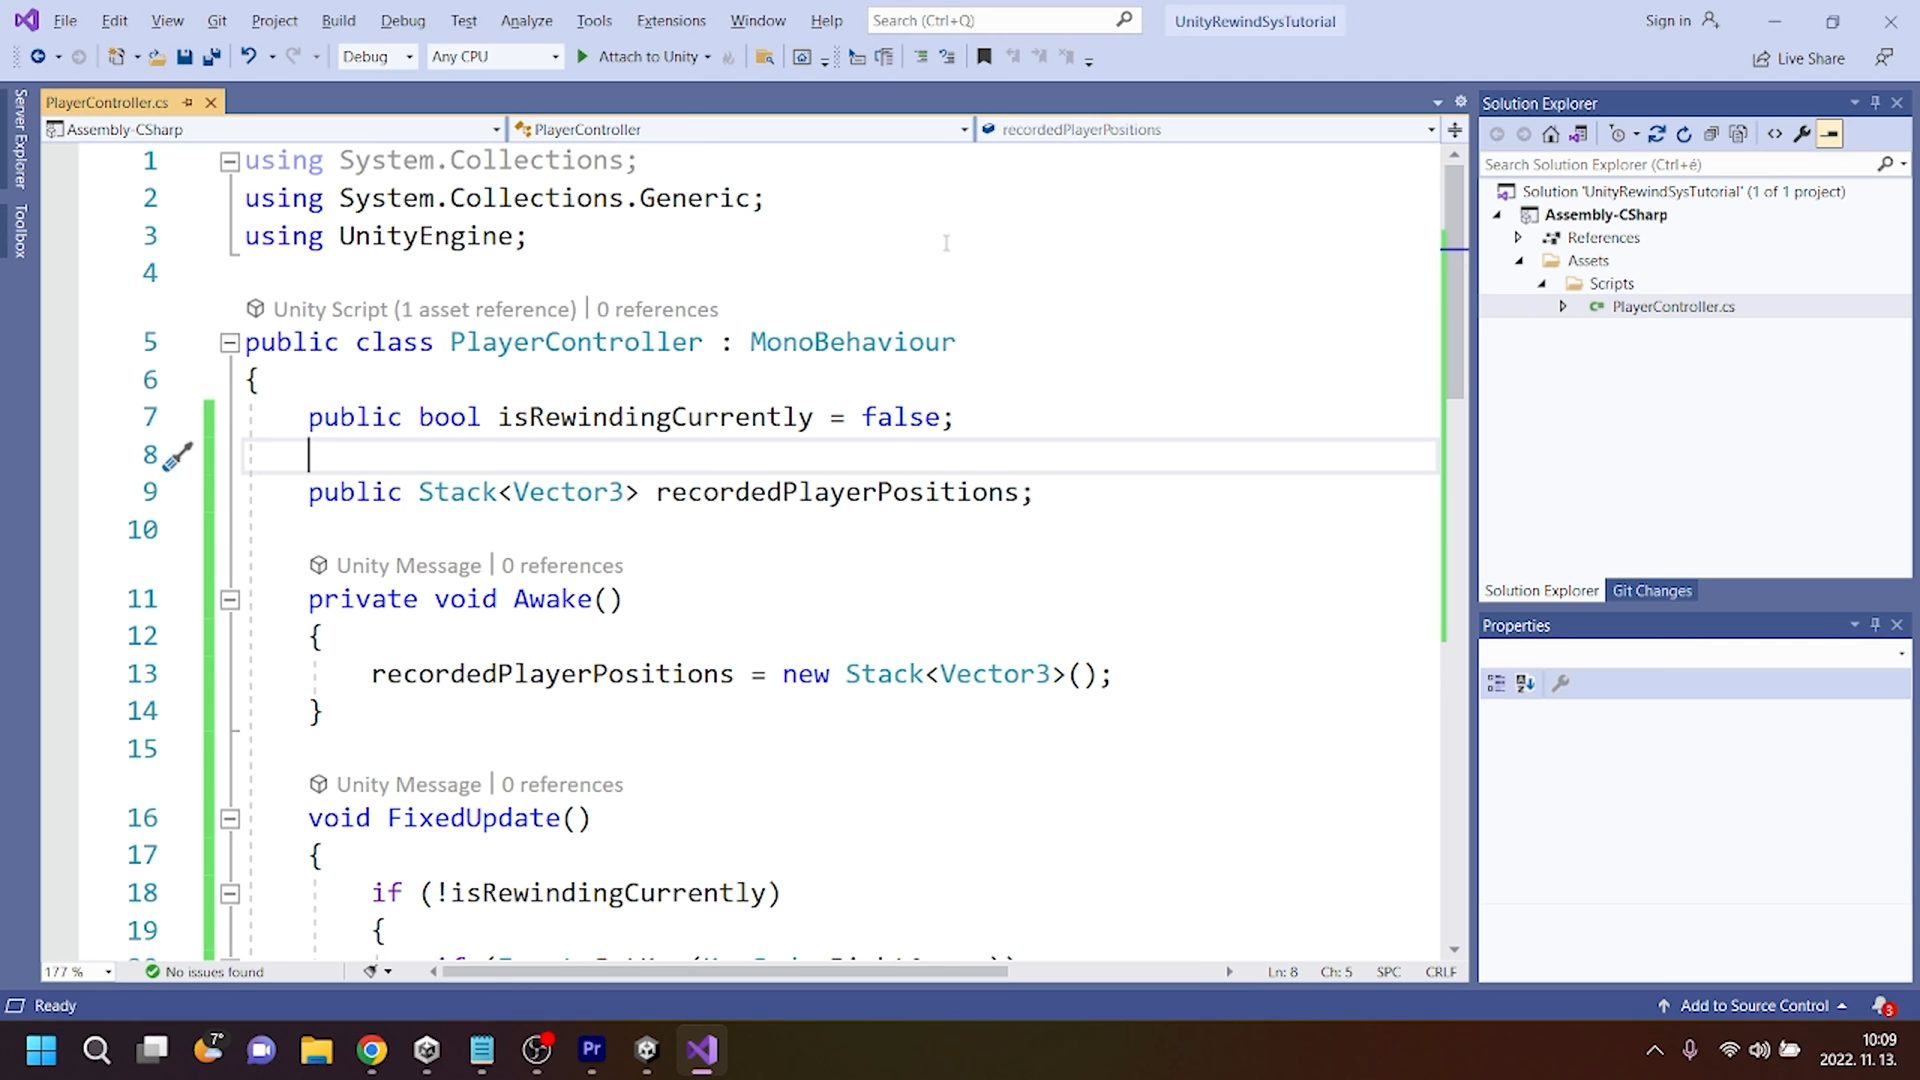 File Edit View Git Project Build Debug Test Analyze Tools Extensions Window Help Search (Ctrl+Q) UnityRewindSysTutorial Sign in
Debug Any CPU Attach to Unity Live Share
Server Explorer
Toolbox
PlayerController.cs
Assembly-CSharp PlayerController recordedPlayerPositions
1 using System.Collections;
2 using System.Collections.Generic;
3 using UnityEngine;
4
Unity Script (1 asset reference) | 0 references
5 public class PlayerController : MonoBehaviour
6 {
7 public bool isRewindingCurrently = false;
8
9 public Stack<Vector3> recordedPlayerPositions;
10
Unity Message | 0 references
11 private void Awake()
12 {
13 recordedPlayerPositions = new Stack<Vector3>();
14 }
15
Unity Message | 0 references
16 void FixedUpdate()
17 {
18 if (!isRewindingCurrently)
19 {
177 % No issues found Ln: 8 Ch: 5 SPC CRLF
Solution Explorer
Search Solution Explorer (Ctrl+é)
Solution 'UnityRewindSysTutorial' (1 of 1 project)
Assembly-CSharp
References
Assets
Scripts
C# PlayerController.cs
Solution Explorer Git Changes
Properties
Ready Add to Source Control 3
7° Pr
10:09
2022. 11. 13.